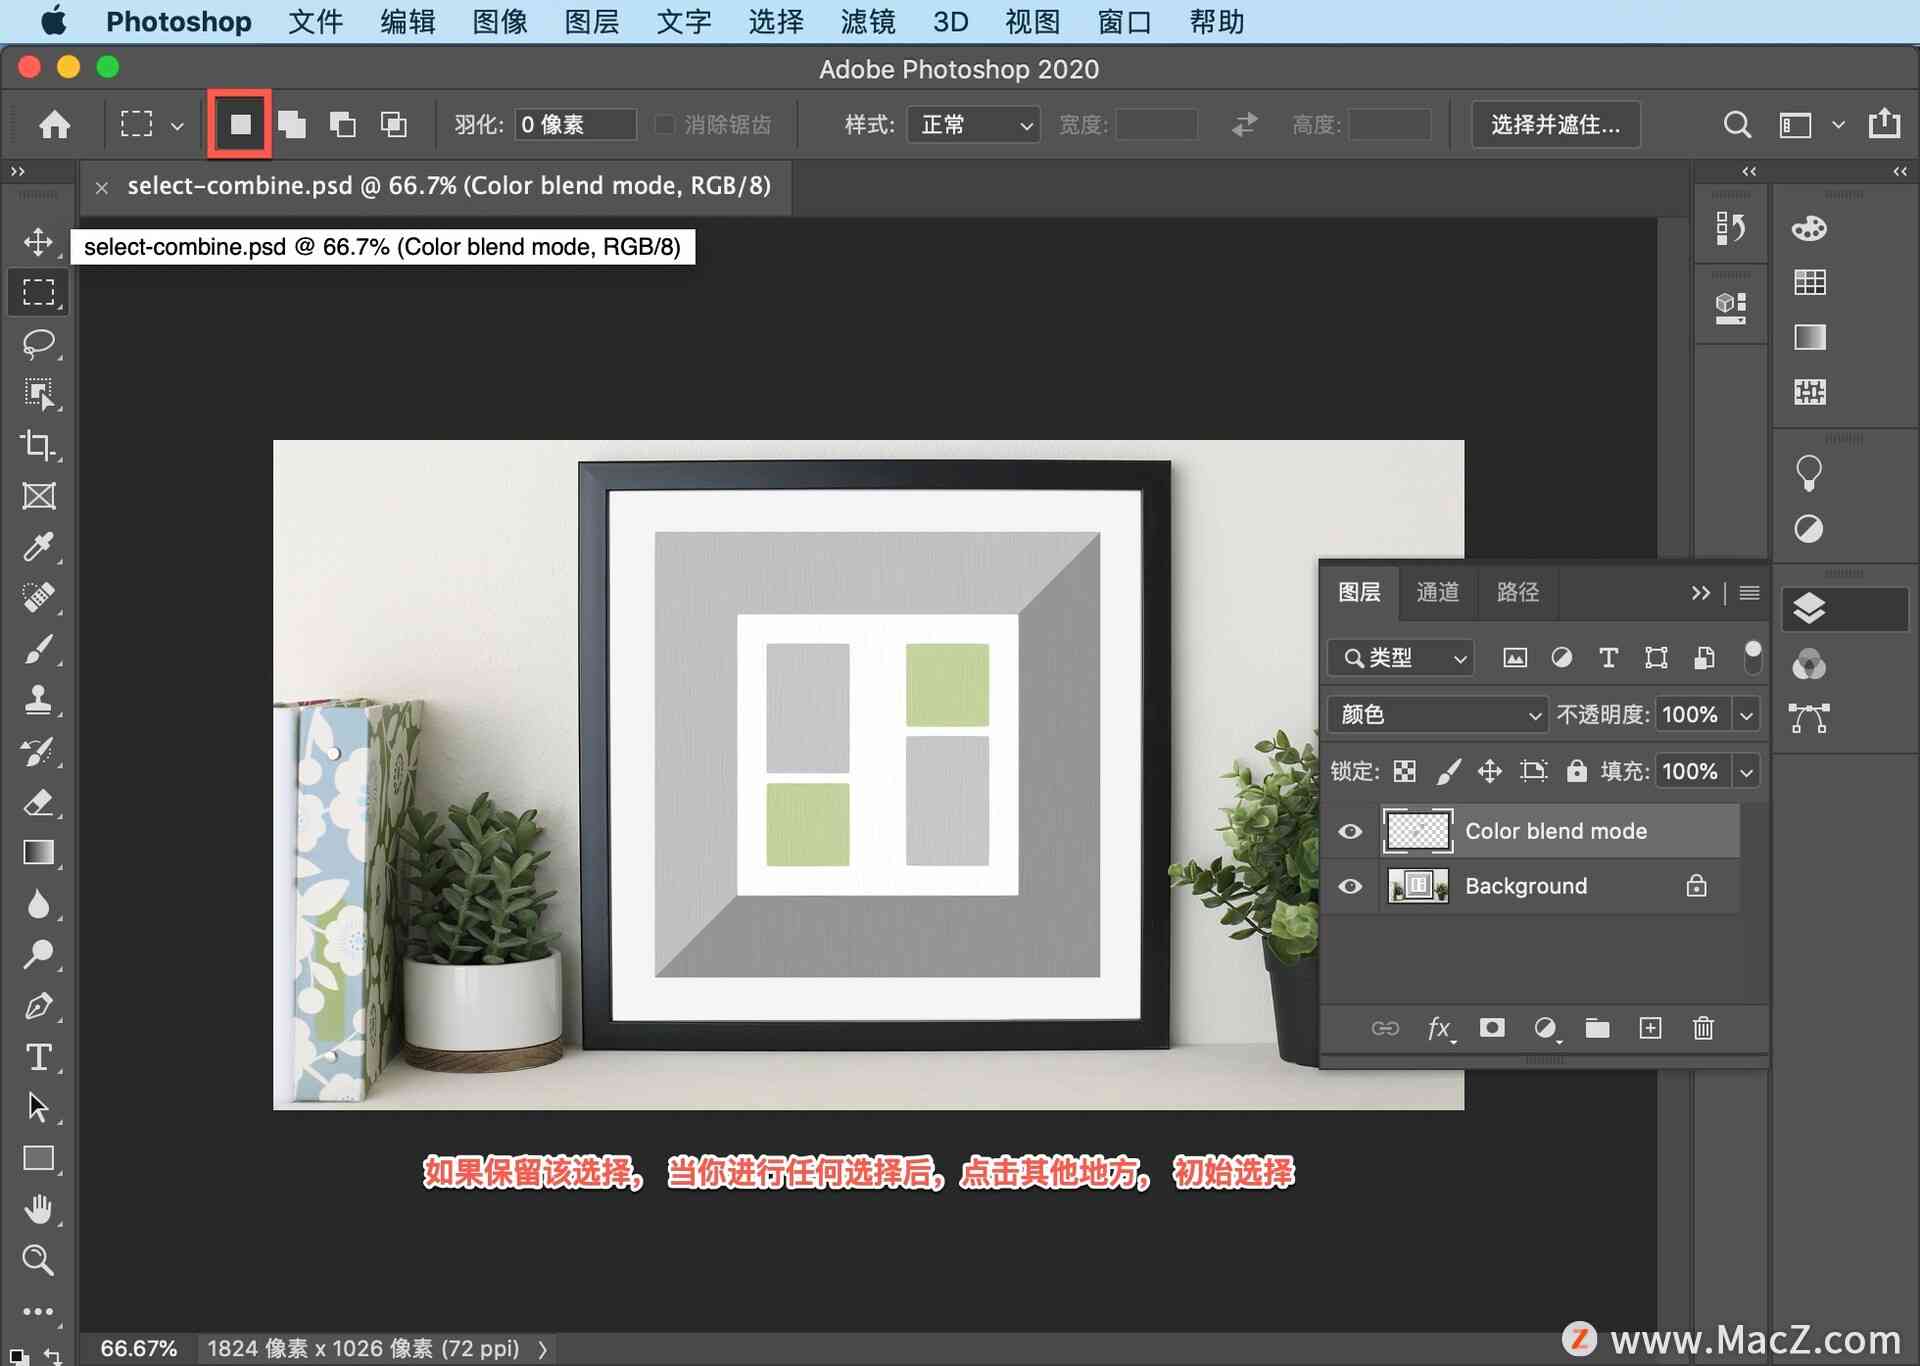 Photoshop 文件 编辑 图像 图层 文字 选择 滤镜 3D 视图 窗口 帮助
Adobe Photoshop 2020
羽化: 0 像素 消除锯齿 样式: 正常 宽度: 高度: 选择并遮住...
select-combine.psd @ 66.7% (Color blend mode, RGB/8)
select-combine.psd @ 66.7% (Color blend mode, RGB/8)
图层 通道 路径
类型
颜色 不透明度: 100%
锁定: 填充: 100%
Color blend mode
Background
fx
如果保留该选择， 当你进行任何选择后，点击其他地方， 初始选择
66.67% 1824 像素 x 1026 像素 (72 ppi)
Z www.MacZ.com